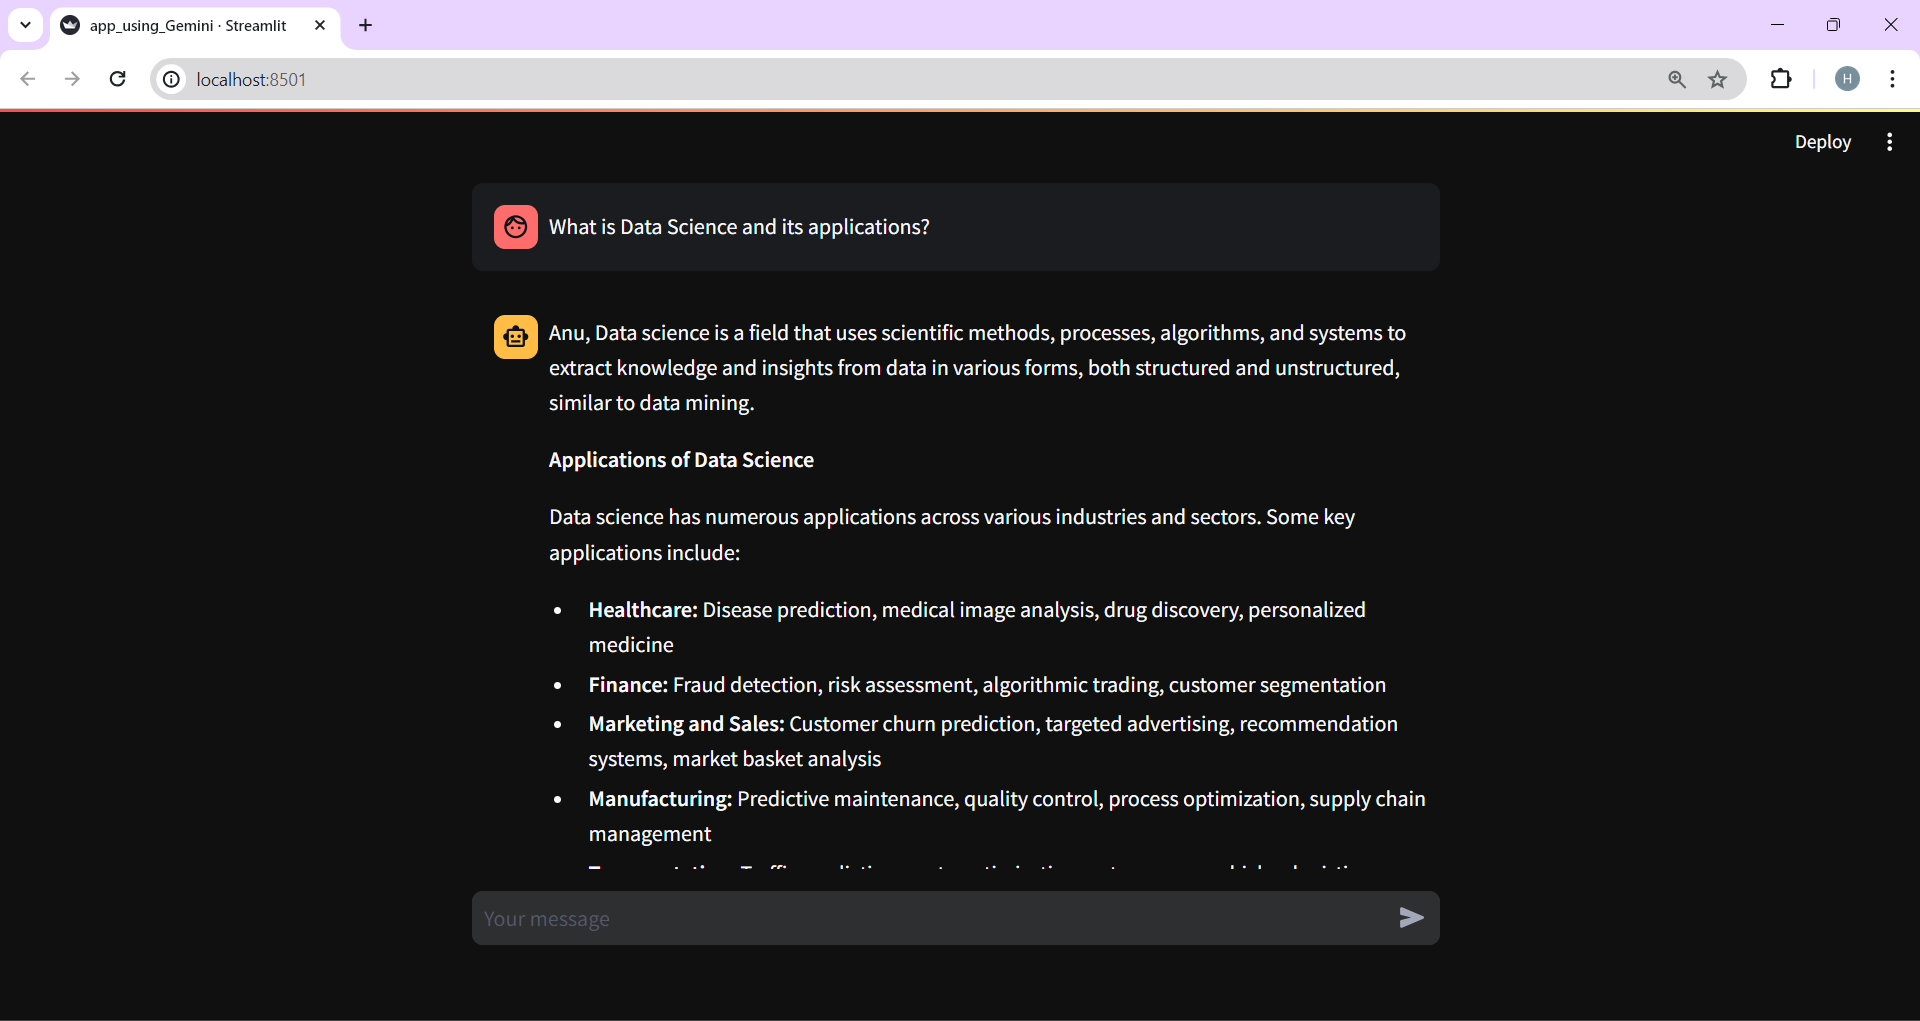 app_using_Gemini · Streamlit
localhost:8501
H
Deploy
What is Data Science and its applications?
Anu, Data science is a field that uses scientific methods, processes, algorithms, and systems to
extract knowledge and insights from data in various forms, both structured and unstructured,
similar to data mining.
Applications of Data Science
Data science has numerous applications across various industries and sectors. Some key
applications include:
• Healthcare: Disease prediction, medical image analysis, drug discovery, personalized
medicine
• Finance: Fraud detection, risk assessment, algorithmic trading, customer segmentation
• Marketing and Sales: Customer churn prediction, targeted advertising, recommendation
systems, market basket analysis
• Manufacturing: Predictive maintenance, quality control, process optimization, supply chain
management
Your message